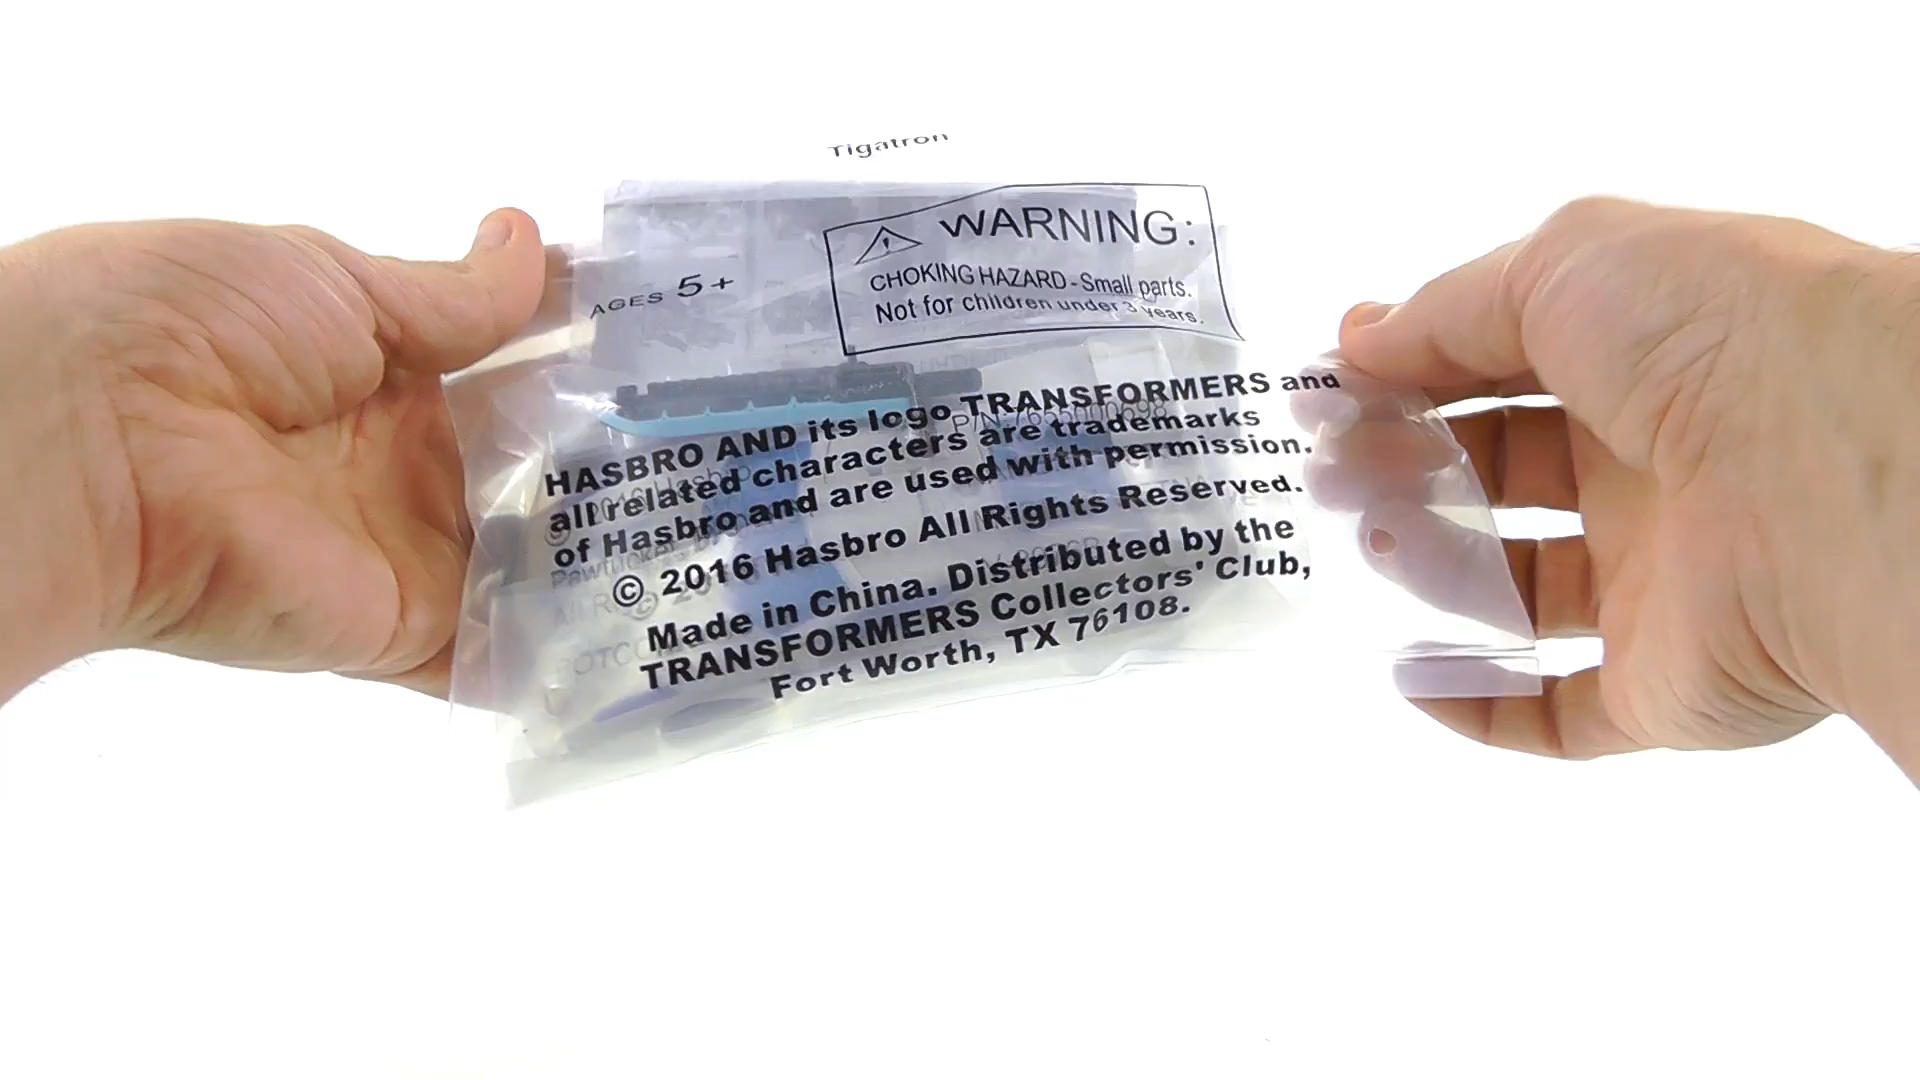 Tigatron
AGES 5+
WARNING:
CHOKING HAZARD - Small parts.
Not for children under 3 years.
HASBRO AND its logo TRANSFORMERS and
all related characters are trademarks
of Hasbro and are used with permission.
© 2016 Hasbro All Rights Reserved.
Made in China. Distributed by the
TRANSFORMERS Collectors' Club,
Fort Worth, TX 76108.